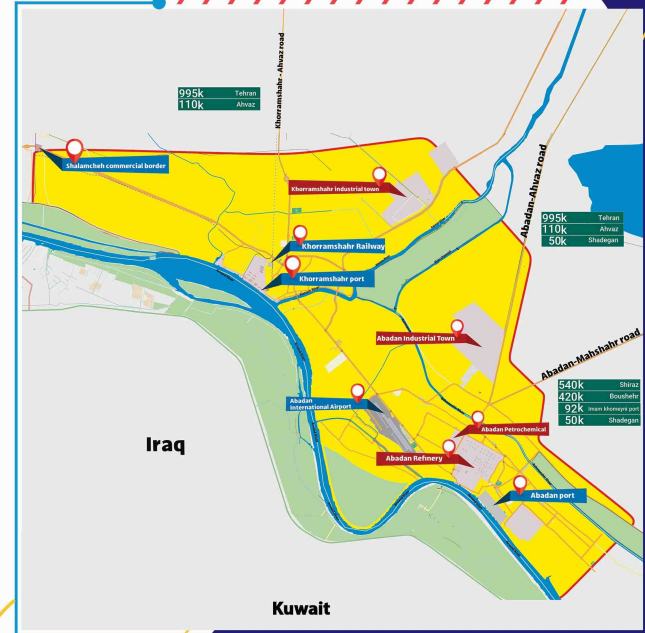 Khorramshahr - Ahvaz road
995k Tehran
110k Ahvaz
Shalamcheh commercial border
Khorramshahr industrial town
Abadan-Ahvaz road
995k Tehran
110k Ahvaz
50k Shadegan
Khorramshahr Railway
Khorramshahr port
Abadan Industrial Town
Abadan-Mahshahr road
540k Shiraz
420k Boushehr
92k Imam khomeyni port
50k Shadegan
Abadan
International Airport
Abadan Petrochemical
Abadan Refinery
Abadan port
Iraq
Kuwait